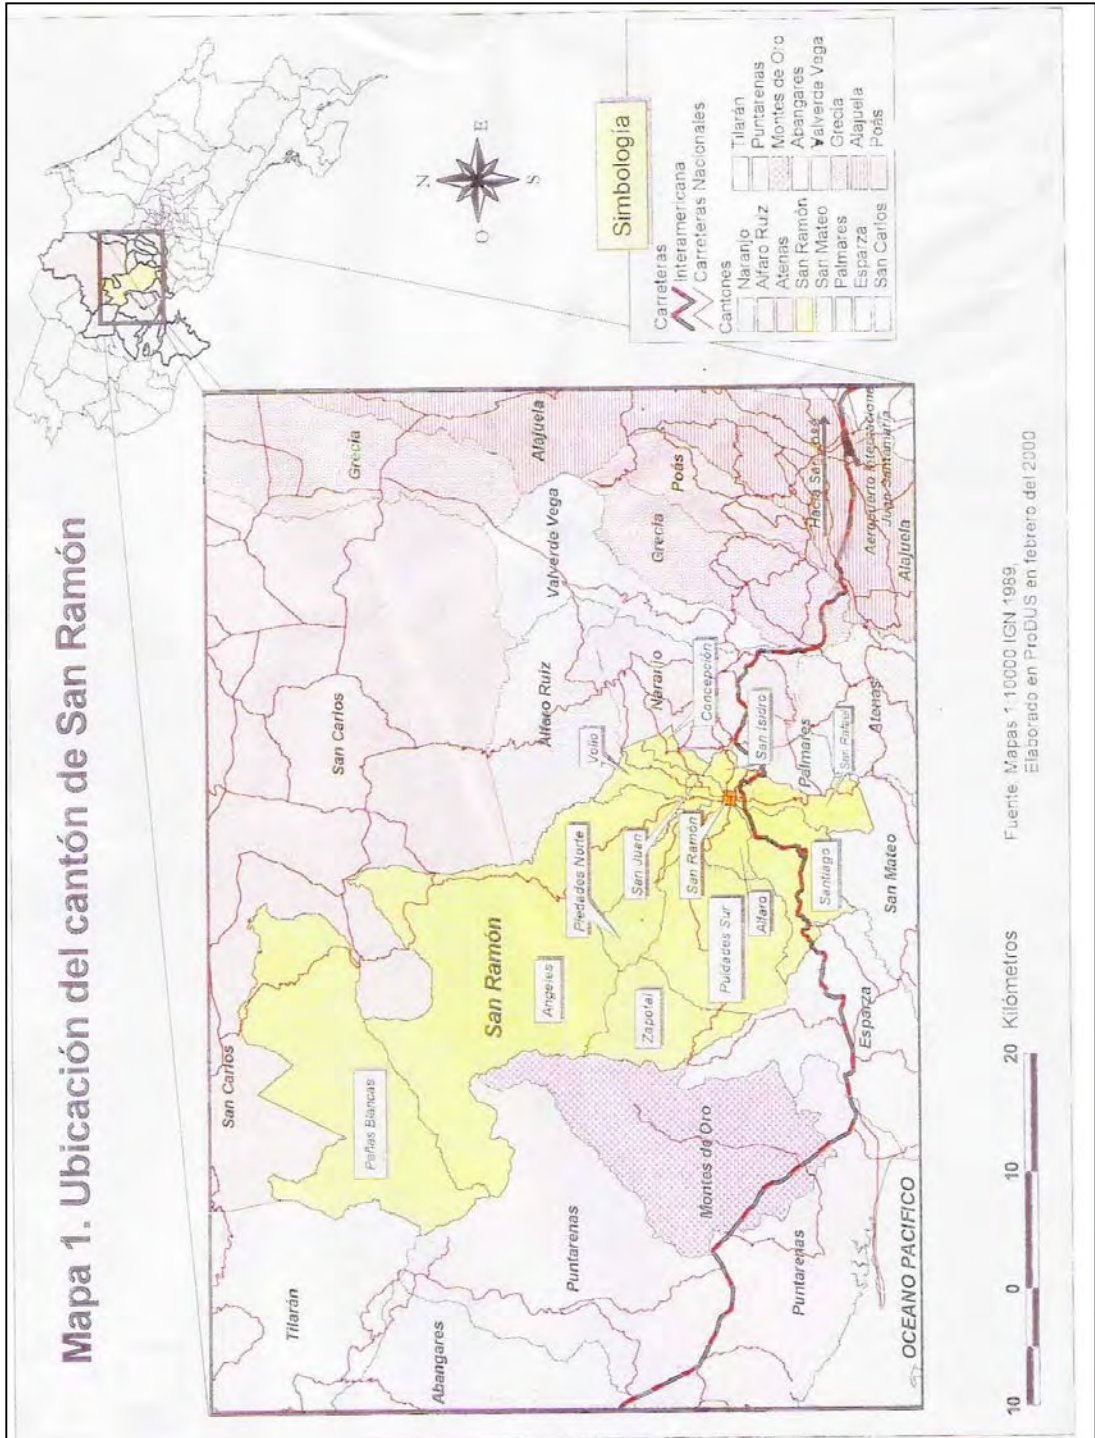 Mapa 1. Ubicación del cantón de San Ramón
N
O
E
S
Simbología
Carreteras
Interamericana
Carreteras Nacionales
Cantones
Naranjo
Alfaro Ruiz
Atenas
San Ramón
San Mateo
Palmares
Esparza
San Carlos
Tilarán
Puntarenas
Montes de Oro
Abangares
Valverde Vega
Grecia
Alajuela
Poás
Tilarán
San Carlos
San Carlos
Grecia
Peñas Blancas
Abangares
San Ramón
Angeles
Alfaro Ruiz
Valverde Vega
Alajuela
Puntarenas
Piedades Norte
Volio
Zapotal
San Juan
Naranjo
Grecia
Poás
Montes de Oro
San Ramón
Concepción
Puidades Sur
Alfaro
San Isidro
Palmares
Hacia San José
Puntarenas
Esparza
Santiago
San Rafael
Atenas
Aeropuerto Internacional
Juan Santamaría
San Mateo
Alajuela
OCEANO PACIFICO
10 0 10 20 Kilómetros
Fuente: Mapas 1:10000 IGN 1989,
Elaborado en ProDUS en febrero del 2000